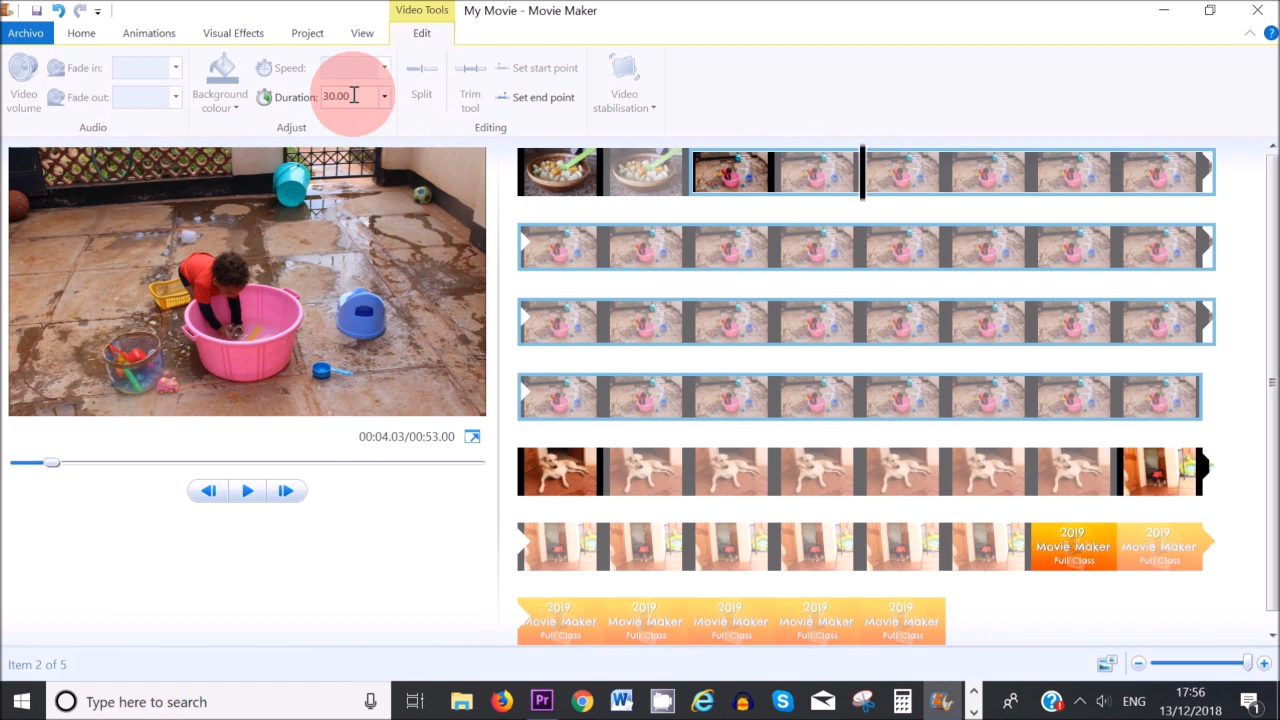 Video Tools
My Movie - Movie Maker
Archivo
Home
Animations
Visual Effects
Project
View
Edit
Video volume
Fade in:
Fade out:
Audio
Background colour
Speed:
Duration: 30.00
Adjust
Split
Trim tool
Set start point
Set end point
Editing
Video stabilisation
00:04.03/00:53.00
2019
Movie Maker
Full Class
2019
Movie Maker
Full Class
2019
Movie Maker
Full Class
2019
Movie Maker
Full Class
2019
Movie Maker
Full Class
2019
Movie Maker
Full Class
2019
Movie Maker
Full Class
Item 2 of 5
Type here to search
ENG
17:56
13/12/2018